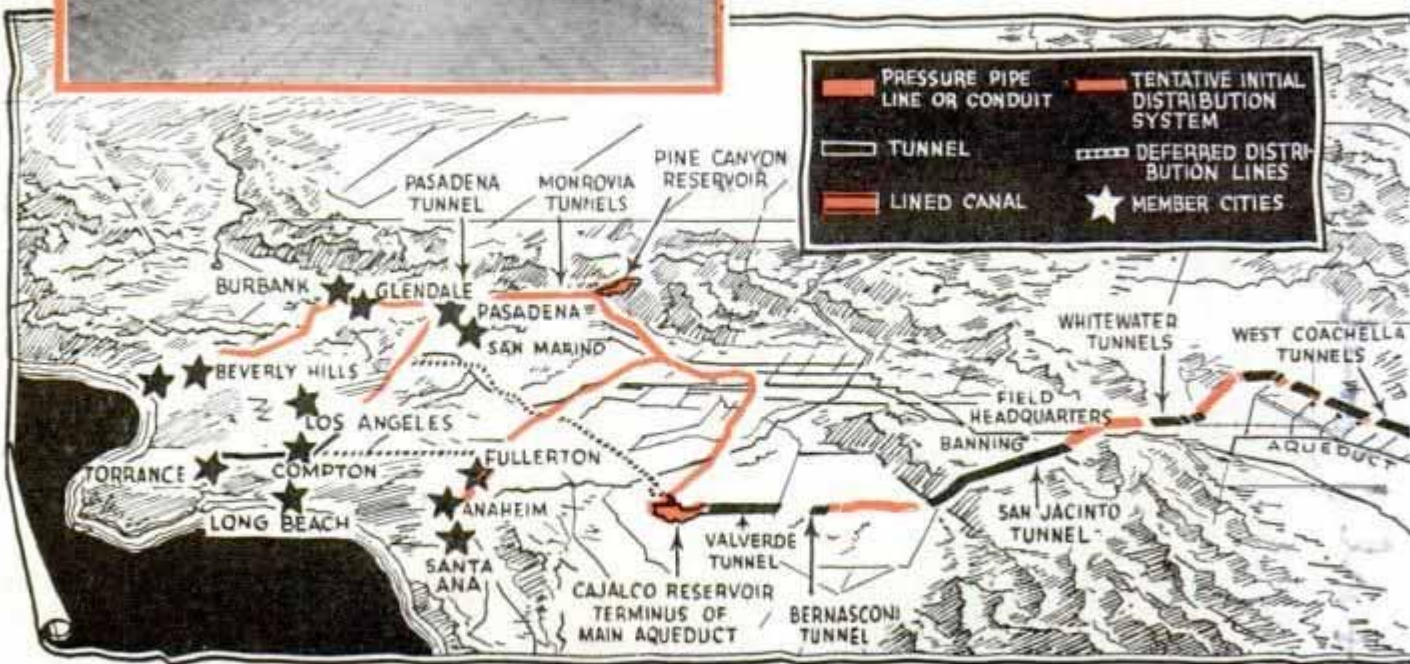 PRESSURE PIPE
LINE OR CONDUIT
TUNNEL
LINED CANAL
TENTATIVE INITIAL
DISTRIBUTION
SYSTEM
DEFERRED DISTRI-
BUTION LINES
MEMBER CITIES
PASADENA
TUNNEL
MONROVIA
TUNNELS
PINE CANYON
RESERVOIR
BURBANK
GLENDALE
PASADENA
SAN MARINO
BEVERLY HILLS
LOS ANGELES
TORRANCE
COMPTON
FULLERTON
LONG BEACH
ANAHEIM
SANTA
ANA
WHITEWATER
TUNNELS
WEST COACHELLA
TUNNELS
FIELD
HEADQUARTERS
BANNING
AQUEDUCT
SAN JACINTO
TUNNEL
VALVERDE
TUNNEL
CAJALCO RESERVOIR
TERMINUS OF
MAIN AQUEDUCT
BERNASCONI
TUNNEL